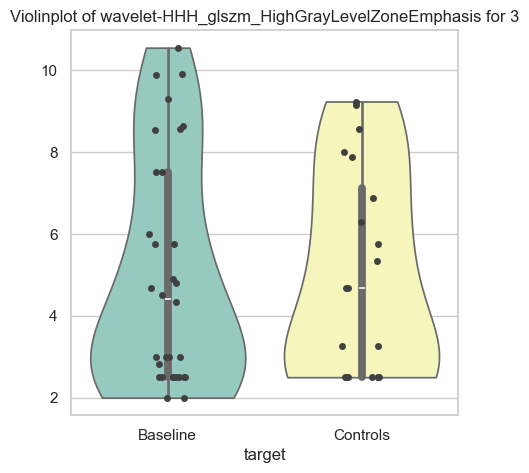 Violinplot of wavelet-HHH_glszm_HighGrayLevelZoneEmphasis for 3
10
8
6
4
2
Baseline
Controls
target